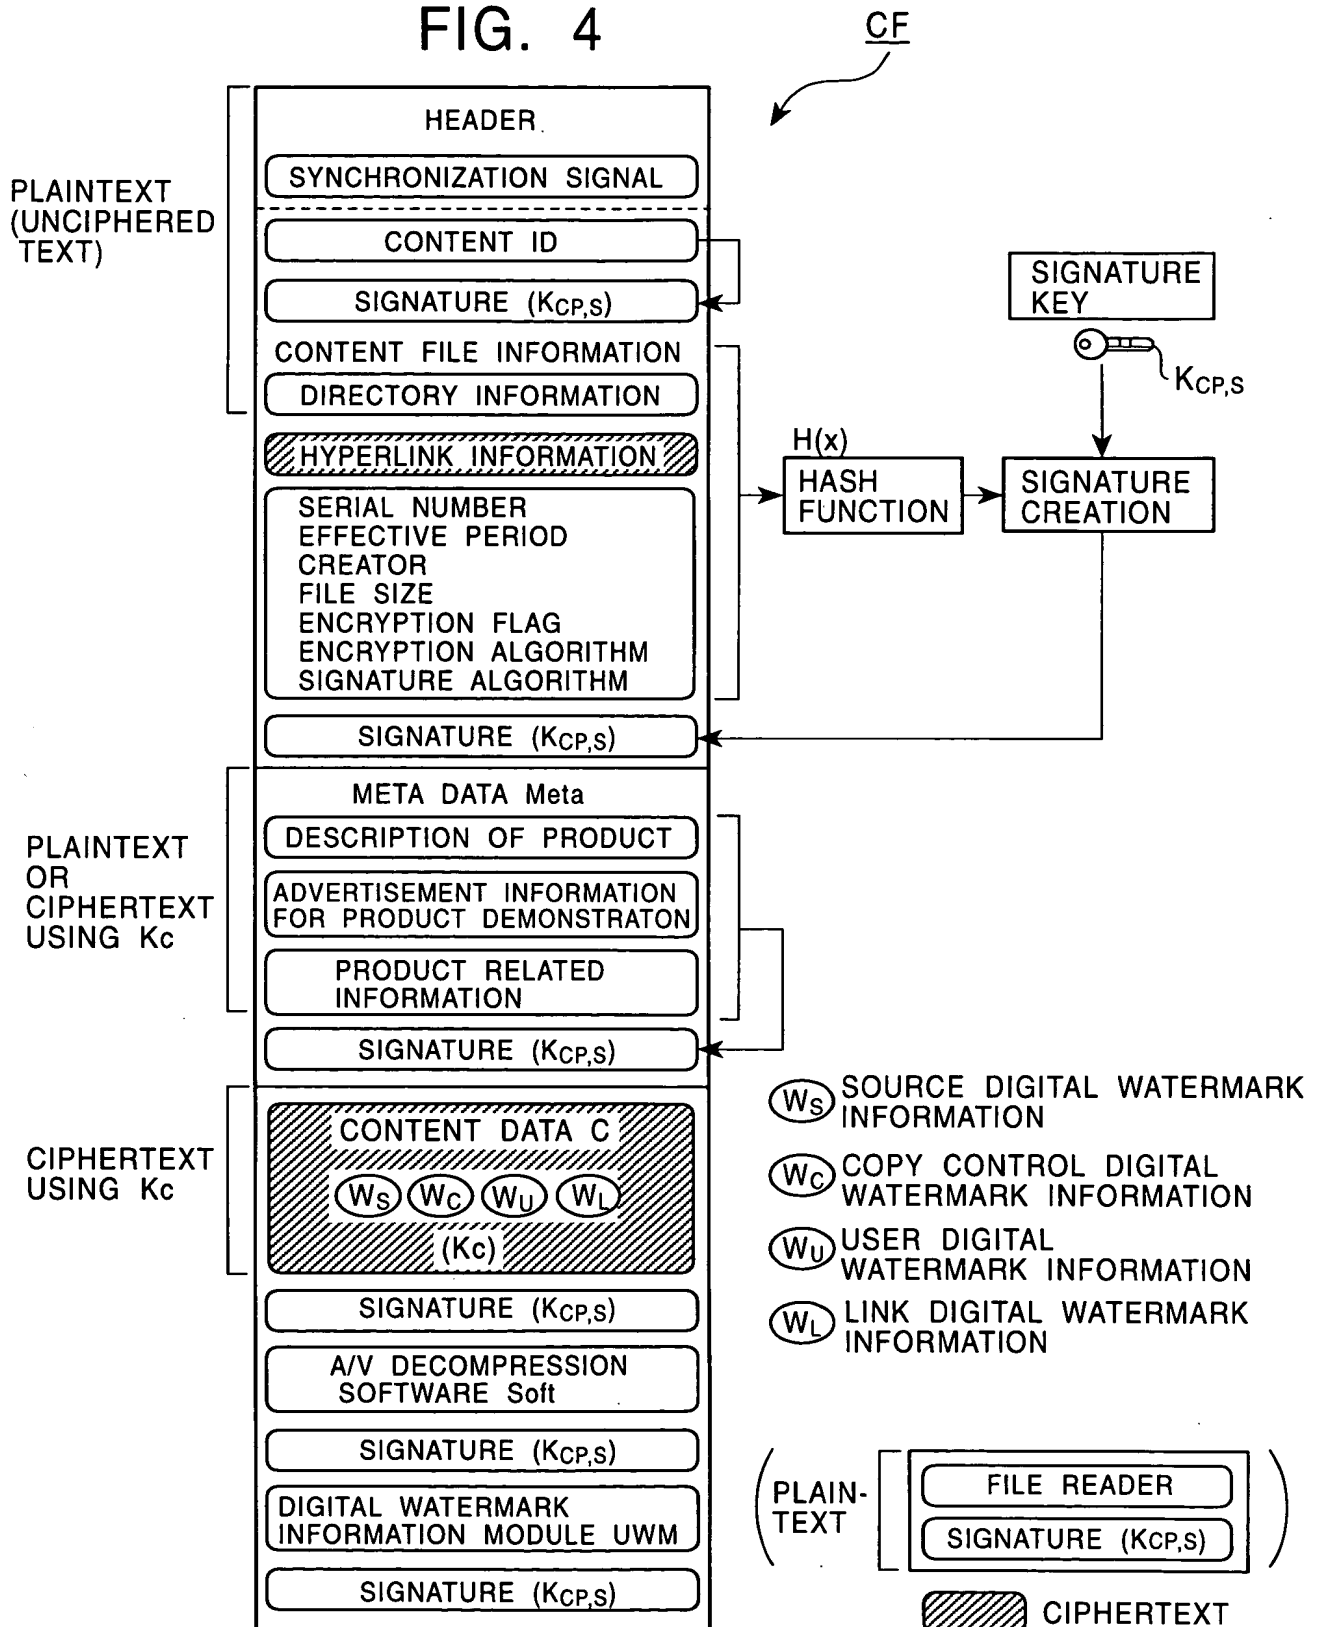 FIG. 4
CF
HEADER
SYNCHRONIZATION SIGNAL
PLAINTEXT
(UNCIPHERED
TEXT)
CONTENT ID
SIGNATURE (KCP,S)
CONTENT FILE INFORMATION
DIRECTORY INFORMATION
HYPERLINK INFORMATION
SERIAL NUMBER
EFFECTIVE PERIOD
CREATOR
FILE SIZE
ENCRYPTION FLAG
ENCRYPTION ALGORITHM
SIGNATURE ALGORITHM
SIGNATURE (KCP,S)
SIGNATURE
KEY
KCP,S
H(x)
HASH
FUNCTION
SIGNATURE
CREATION
META DATA Meta
DESCRIPTION OF PRODUCT
ADVERTISEMENT INFORMATION
FOR PRODUCT DEMONSTRATON
PRODUCT RELATED
INFORMATION
SIGNATURE (KCP,S)
PLAINTEXT
OR
CIPHERTEXT
USING Kc
CIPHERTEXT
USING Kc
CONTENT DATA C
WS WC WU WL
(Kc)
SIGNATURE (KCP,S)
A/V DECOMPRESSION
SOFTWARE Soft
SIGNATURE (KCP,S)
DIGITAL WATERMARK
INFORMATION MODULE UWM
SIGNATURE (KCP,S)
WS SOURCE DIGITAL WATERMARK
INFORMATION
WC COPY CONTROL DIGITAL
WATERMARK INFORMATION
WU USER DIGITAL
WATERMARK INFORMATION
WL LINK DIGITAL WATERMARK
INFORMATION
PLAIN-
TEXT
FILE READER
SIGNATURE (KCP,S)
CIPHERTEXT